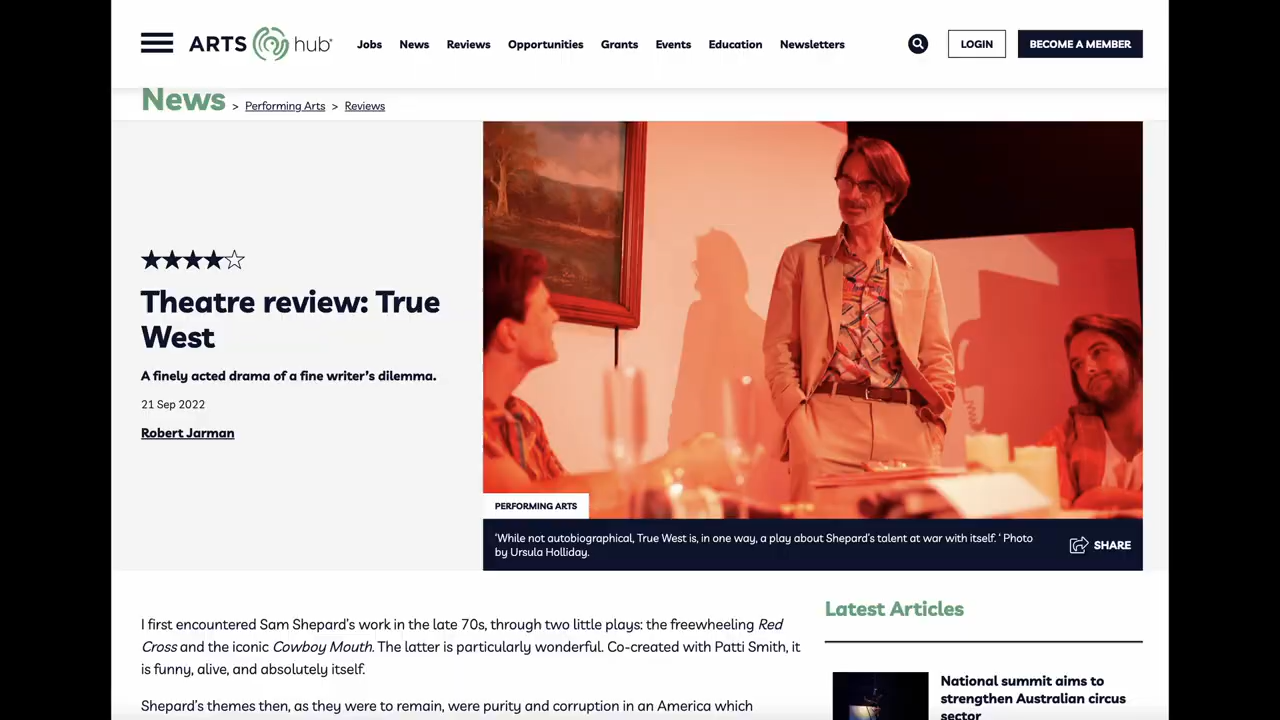 ARTS hub
Jobs
News
Reviews
Opportunities
Grants
Events
Education
Newsletters
LOGIN
BECOME A MEMBER
News > Performing Arts > Reviews
Theatre review: True
West
A finely acted drama of a fine writer's dilemma.
21 Sep 2022
Robert Jarman
PERFORMING ARTS
'While not autobiographical, True West is, in one way, a play about Shepard's talent at war with itself. ' Photo
by Ursula Holliday.
SHARE
I first encountered Sam Shepard's work in the late 70s, through two little plays: the freewheeling Red
Cross and the iconic Cowboy Mouth. The latter is particularly wonderful. Co-created with Patti Smith, it
is funny, alive, and absolutely itself.
Shepard's themes then, as they were to remain, were purity and corruption in an America which
Latest Articles
National summit aims to
strengthen Australian circus
sector